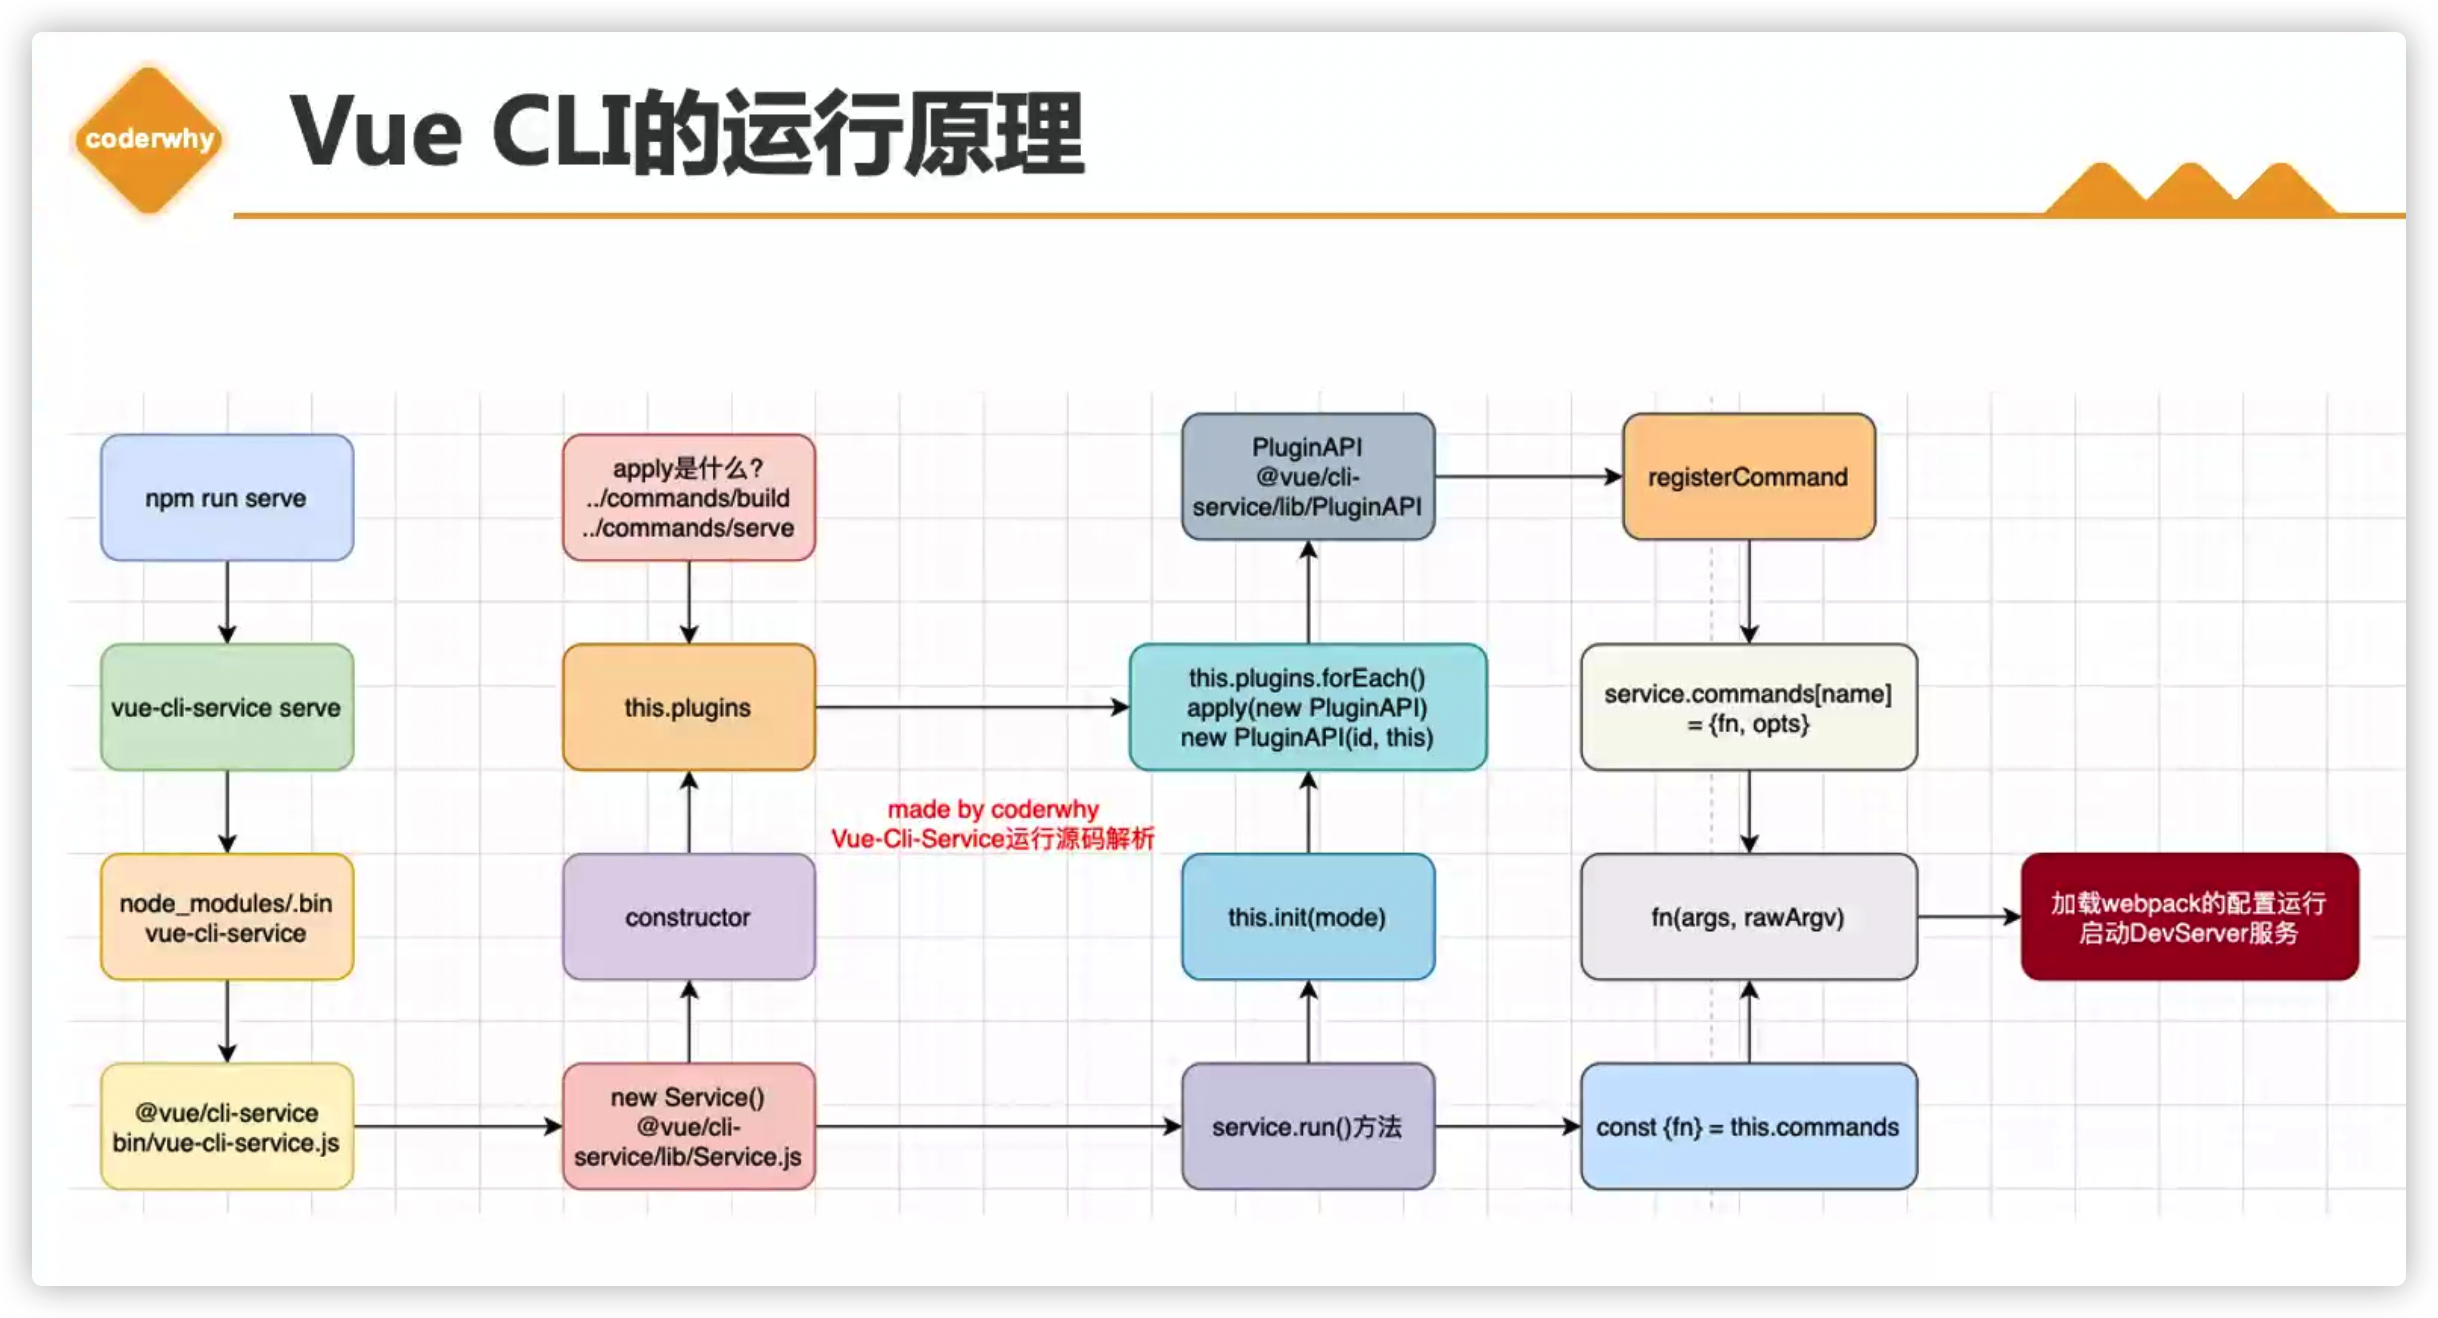 coderwhy
Vue CLI的运行原理
npm run serve
vue-cli-service serve
node_modules/.bin
vue-cli-service
@vue/cli-service
bin/vue-cli-service.js
apply是什么?
../commands/build
../commands/serve
this.plugins
constructor
new Service()
@vue/cli-
service/lib/Service.js
made by coderwhy
Vue-Cli-Service运行源码解析
PluginAPI
@vue/cli-
service/lib/PluginAPI
this.plugins.forEach()
apply(new PluginAPI)
new PluginAPI(id, this)
this.init(mode)
service.run()方法
registerCommand
service.commands[name]
= {fn, opts}
fn(args, rawArgv)
const {fn} = this.commands
加载webpack的配置运行
启动DevServer服务